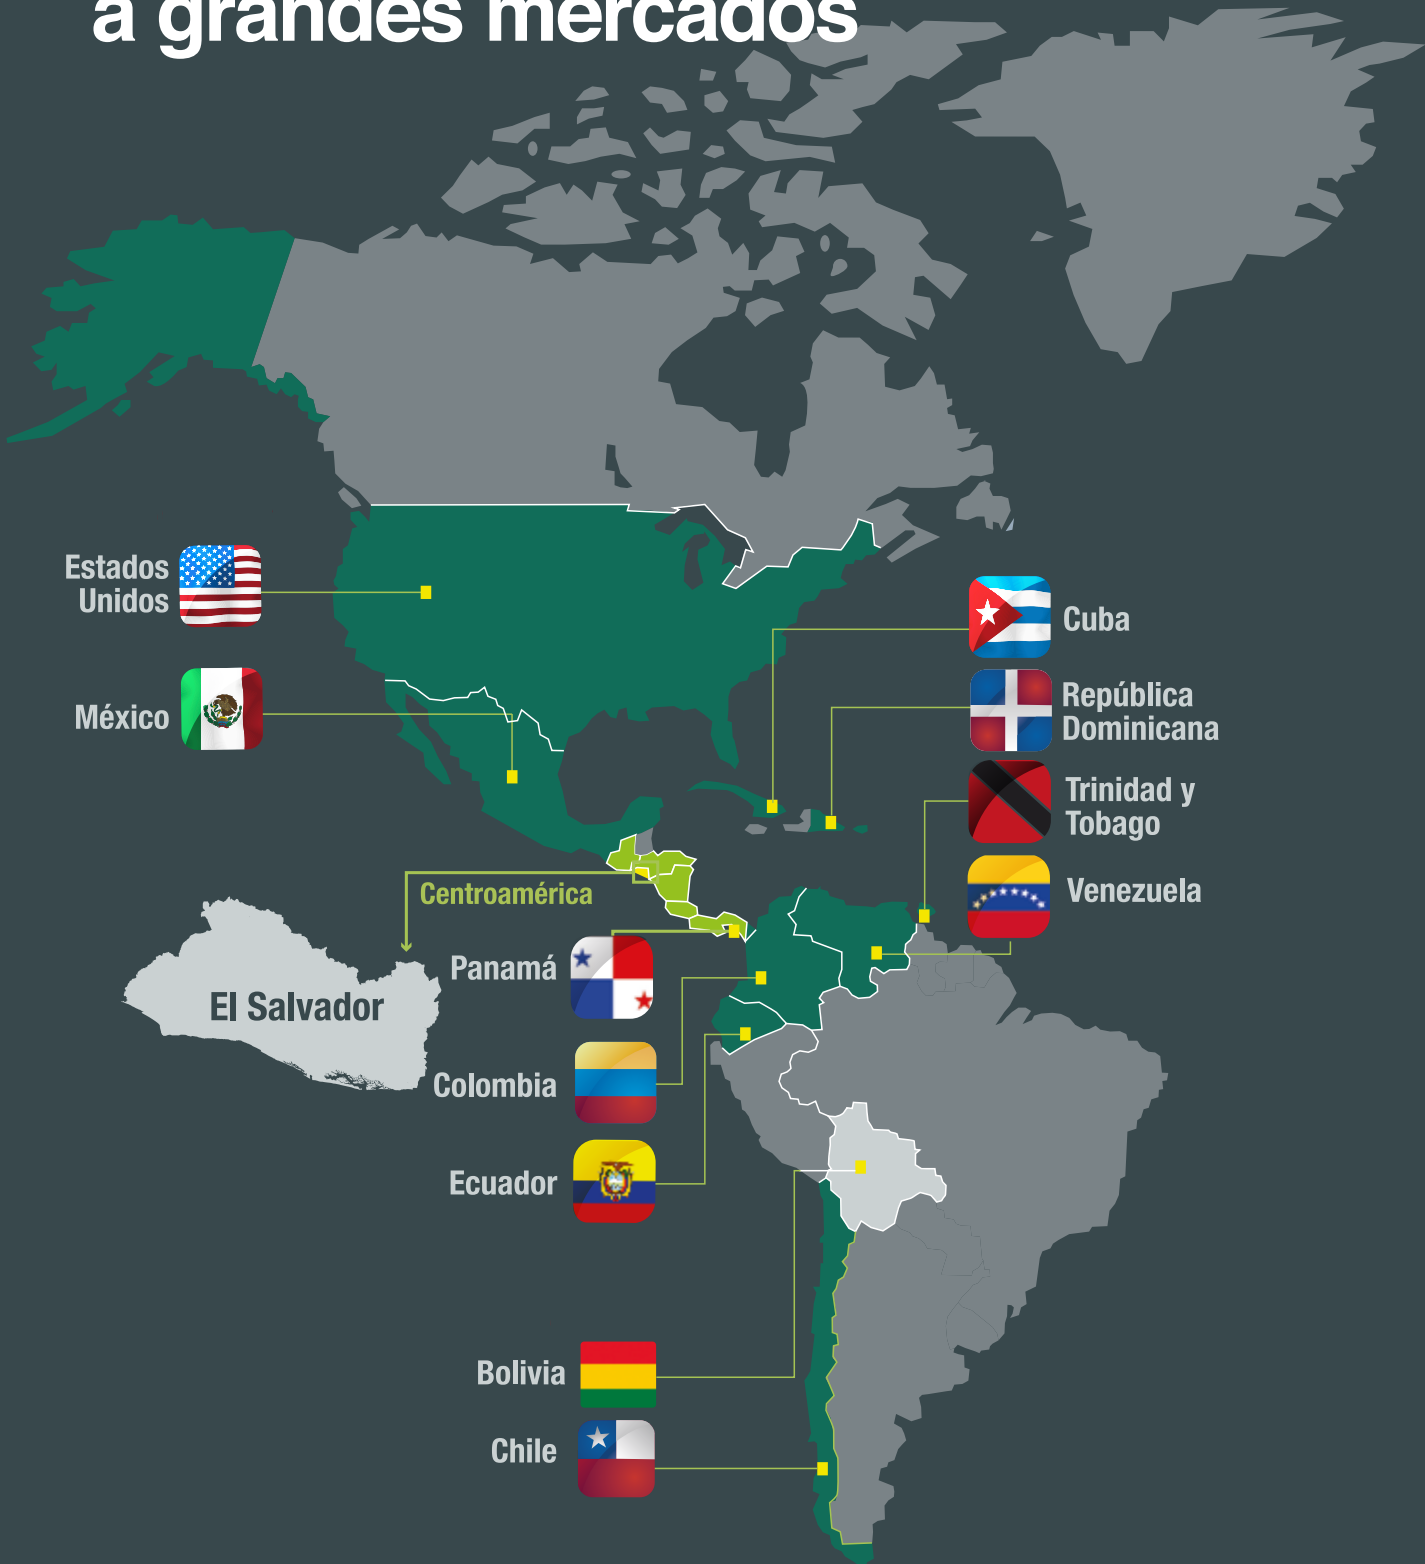 a grandes mercados
Estados
Unidos
México
Cuba
República
Dominicana
Trinidad y
Tobago
Venezuela
Centroamérica
El Salvador
Panamá
Colombia
Ecuador
Bolivia
Chile